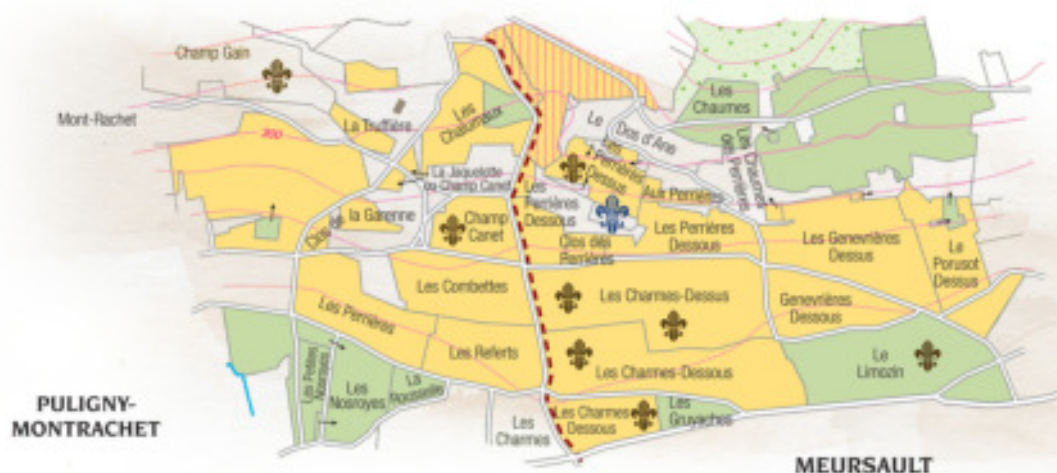 Champ Gain
Mont-Rachet
300
La Truffière
Les
Chalumeaux
La Jaquelotte
ou Champ Canet
Clos de
la Garenne
Champ
Canet
Les
Perrières
Dessous
Le
Dos d'Ane
Les
Perrières
Dessus
Aux Perrières
Clos des
Perrières
Les Perrières
Dessous
Les
Chaumes
Les Chaumes
des Perrières
Les Genevrières
Dessus
Le
Porusot
Dessus
Les Combettes
Les Charmes-Dessus
Genevrières
Dessous
Les Perrières
Les Referts
Les Charmes-Dessous
Le
Limozin
Les
Nosroyes
La
Les
Charmes
Les Charmes
Dessous
Les
Gruyaches
PULIGNY-
MONTRACHET
MEURSAULT